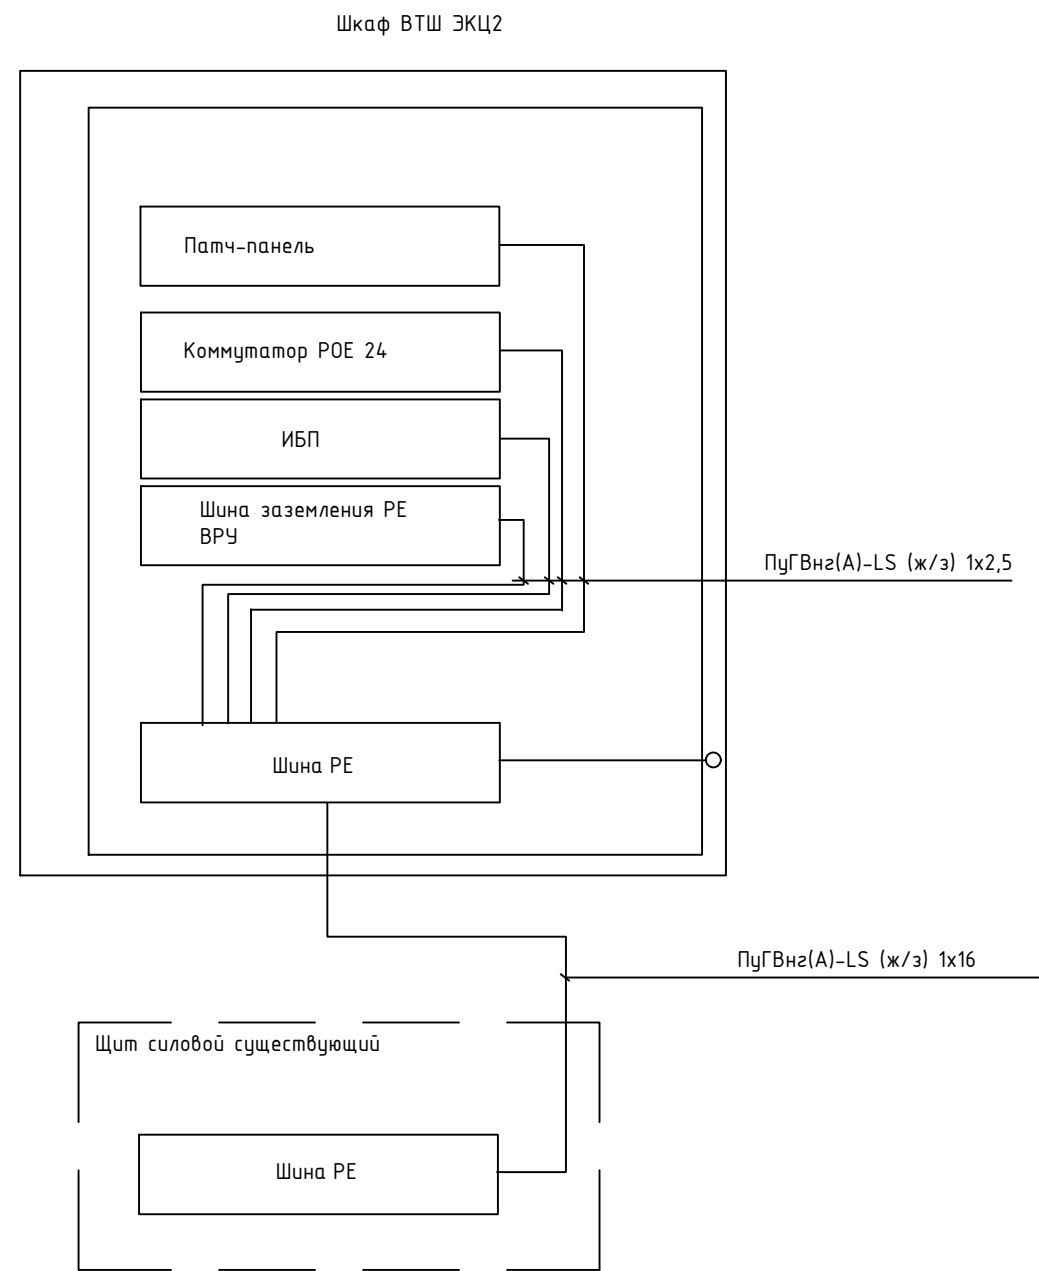 Шкаф ВТШ ЭКЦ2
Патч-панель
Коммутатор POE 24
ИБП
Шина заземления PE
ВРУ
ПуГВнг(А)-LS (ж/з) 1х2,5
Шина PE
ПуГВнг(А)-LS (ж/з) 1х16
Щит силовой существующий
Шина PE